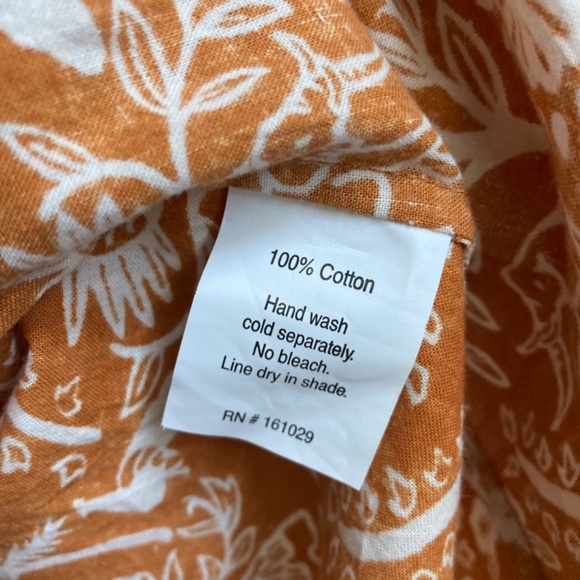 100% Cotton
Hand wash
cold separately.
No bleach.
Line dry in shade.
RN # 161029